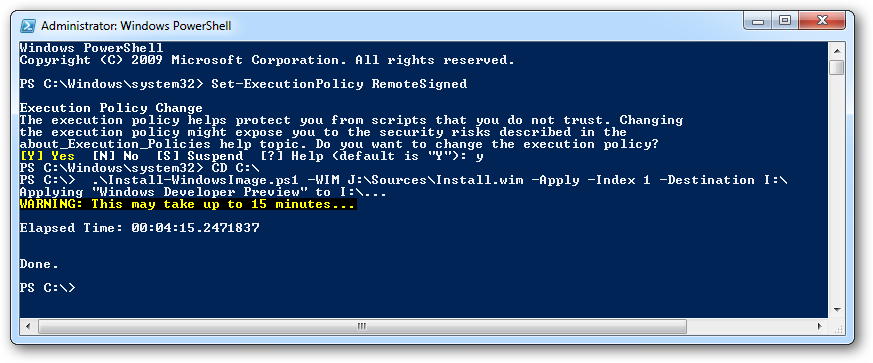 Administrator: Windows PowerShell
Windows PowerShell
Copyright (C) 2009 Microsoft Corporation. All rights reserved.
PS C:\Windows\system32> Set-ExecutionPolicy RemoteSigned
Execution Policy Change
The execution policy helps protect you from scripts that you do not trust. Changing
the execution policy might expose you to the security risks described in the
about_Execution_Policies help topic. Do you want to change the execution policy?
[Y] Yes  [N] No  [S] Suspend  [?] Help (default is "Y"): y
PS C:\Windows\system32> CD C:\
PS C:\>  .\Install-WindowsImage.ps1 -WIM J:\Sources\Install.wim -Apply -Index 1 -Destination I:\
Applying "Windows Developer Preview" to I:\...
WARNING: This may take up to 15 minutes...
Elapsed Time: 00:04:15.2471837
Done.
PS C:\>